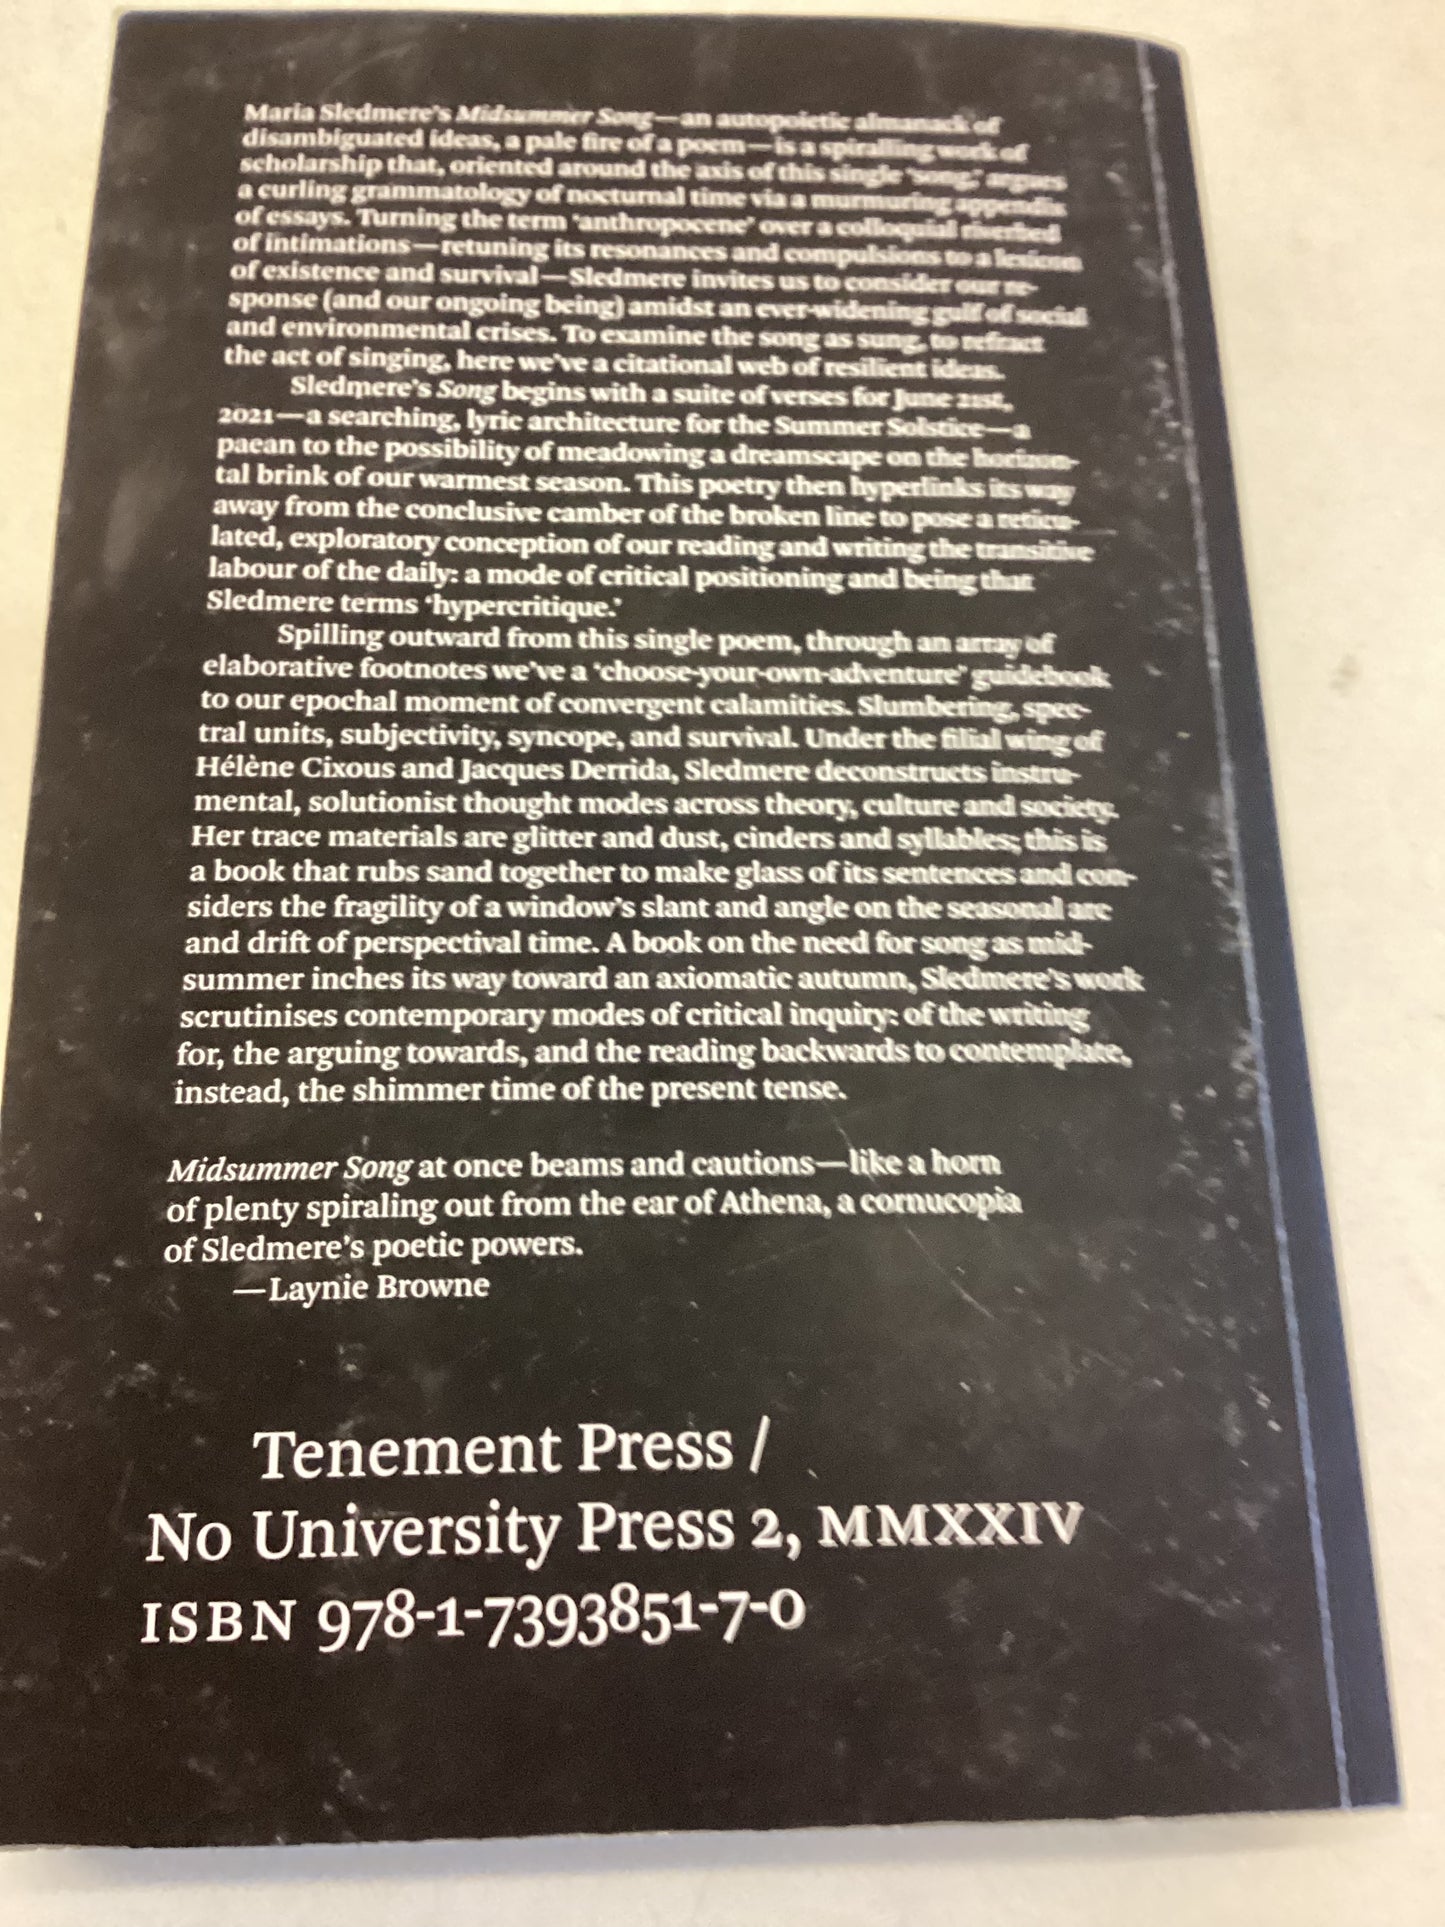 Maria Sledmere's Midsummer Song—an autopoietic almanack of
disambiguated ideas, a pale fire of a poem—is a spiralling work of
scholarship that, oriented around the axis of this single 'song,' argues
a curling grammatology of nocturnal time via a murmuring appendix
of essays. Turning the term 'anthropocene' over a colloquial riverbed
of intimations—retuning its resonances and compulsions to a lexicon
of existence and survival—Sledmere invites us to consider our re-
sponse (and our ongoing being) amidst an ever-widening gulf of social
and environmental crises. To examine the song as sung, to refract
the act of singing, here we've a citational web of resilient ideas.
Sledmere's Song begins with a suite of verses for June 21st,
2021—a searching, lyric architecture for the Summer Solstice—a
paean to the possibility of meadowing a dreamscape on the horizon-
tal brink of our warmest season. This poetry then hyperlinks its way
away from the conclusive camber of the broken line to pose a reticu-
lated, exploratory conception of our reading and writing the transitive
labour of the daily: a mode of critical positioning and being that
Sledmere terms 'hypercritique.'
Spilling outward from this single poem, through an array of
elaborative footnotes we've a 'choose-your-own-adventure' guidebook
to our epochal moment of convergent calamities. Slumbering, spec-
tral units, subjectivity, syncope, and survival. Under the filial wing of
Hélène Cixous and Jacques Derrida, Sledmere deconstructs instru-
mental, solutionist thought modes across theory, culture and society.
Her trace materials are glitter and dust, cinders and syllables; this is
a book that rubs sand together to make glass of its sentences and con-
siders the fragility of a window's slant and angle on the seasonal arc
and drift of perspectival time. A book on the need for song as mid-
summer inches its way toward an axiomatic autumn, Sledmere's work
scrutinises contemporary modes of critical inquiry: of the writing
for, the arguing towards, and the reading backwards to contemplate,
instead, the shimmer time of the present tense.
Midsummer Song at once beams and cautions—like a horn
of plenty spiraling out from the ear of Athena, a cornucopia
of Sledmere's poetic powers.
—Laynie Browne
Tenement Press /
No University Press 2, MMXXIV
ISBN 978-1-7393851-7-0